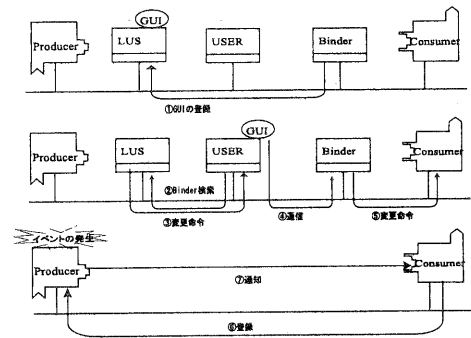 GUI
Producer
LUS
USER
Binder
Consumer
①GUIの登録
GUI
Producer
LUS
USER
Binder
Consumer
②Binder検索
③変更命令
④通信
⑤変更命令
イベントの発生
Producer
Consumer
⑦通知
⑥登録